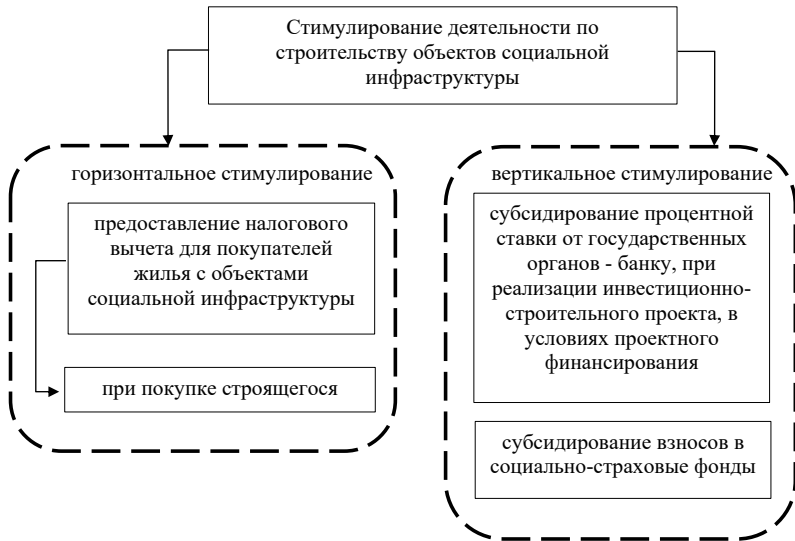 Стимулирование деятельности по
строительству объектов социальной
инфраструктуры
горизонтальное стимулирование
предоставление налогового
вычета для покупателей
жилья с объектами
социальной инфраструктуры
при покупке строящегося
вертикальное стимулирование
субсидирование процентной
ставки от государственных
органов - банку, при
реализации инвестиционно-
строительного проекта, в
условиях проектного
финансирования
субсидирование взносов в
социально-страховые фонды